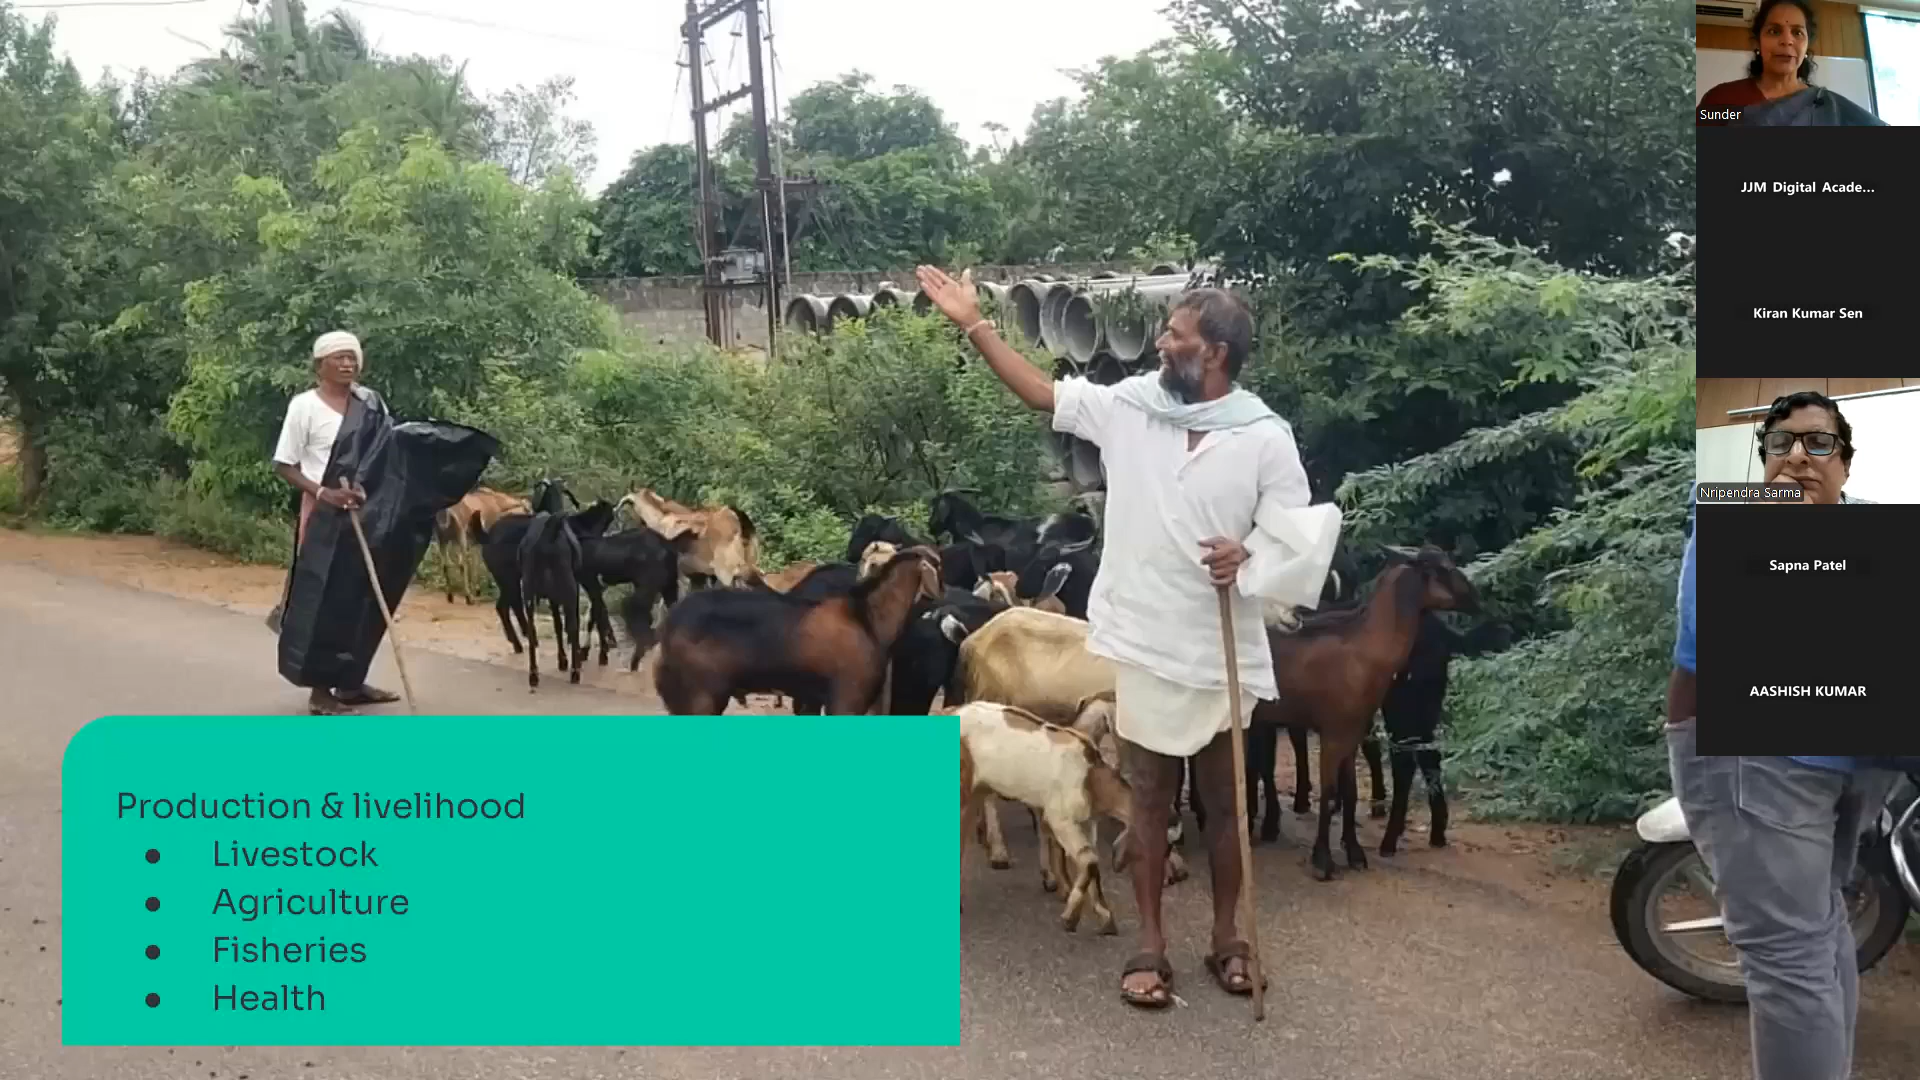 Production & livelihood
● Livestock
● Agriculture
● Fisheries
● Health
Sunder
JJM Digital Acade...
Kiran Kumar Sen
Nripendra Sarma
Sapna Patel
AASHISH KUMAR